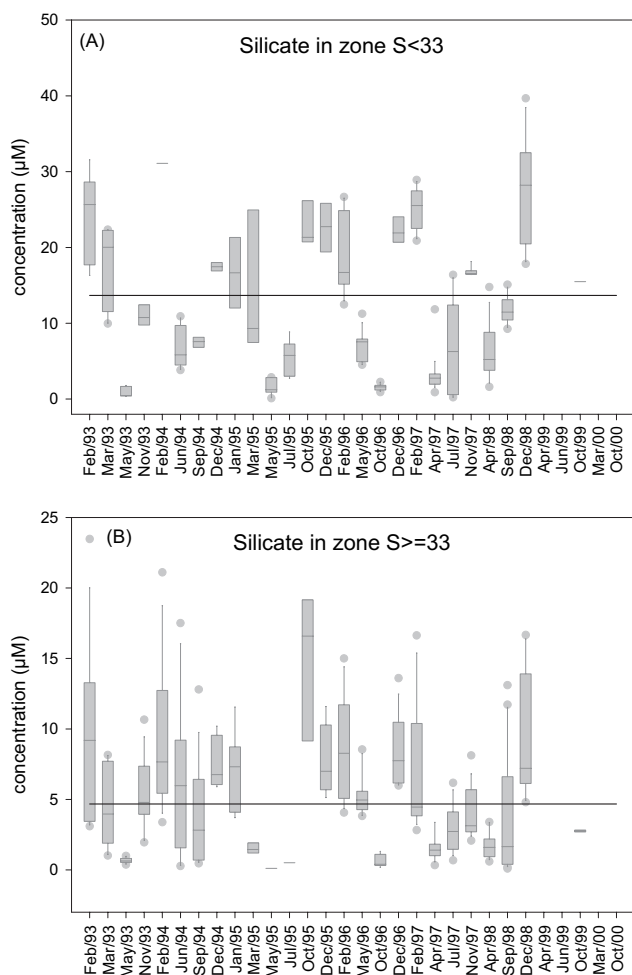 (A)
Silicate in zone S<33
concentration (µM)
50
40
30
20
10
0
Feb/93
Mar/93
May/93
Nov/93
Feb/94
Jun/94
Sep/94
Dec/94
Jan/95
Mar/95
May/95
Jul/95
Oct/95
Dec/95
Feb/96
May/96
Oct/96
Dec/96
Feb/97
Apr/97
Jul/97
Nov/97
Apr/98
Sep/98
Dec/98
Apr/99
Jun/99
Oct/99
Mar/00
Oct/00
(B)
Silicate in zone S>=33
concentration (µM)
25
20
15
10
5
0
Feb/93
Mar/93
May/93
Nov/93
Feb/94
Jun/94
Sep/94
Dec/94
Jan/95
Mar/95
May/95
Jul/95
Oct/95
Dec/95
Feb/96
May/96
Oct/96
Dec/96
Feb/97
Apr/97
Jul/97
Nov/97
Apr/98
Sep/98
Dec/98
Apr/99
Jun/99
Oct/99
Mar/00
Oct/00